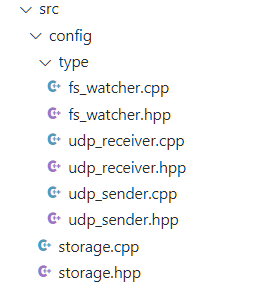 src
config
type
fs_watcher.cpp
fs_watcher.hpp
udp_receiver.cpp
udp_receiver.hpp
udp_sender.cpp
udp_sender.hpp
storage.cpp
storage.hpp